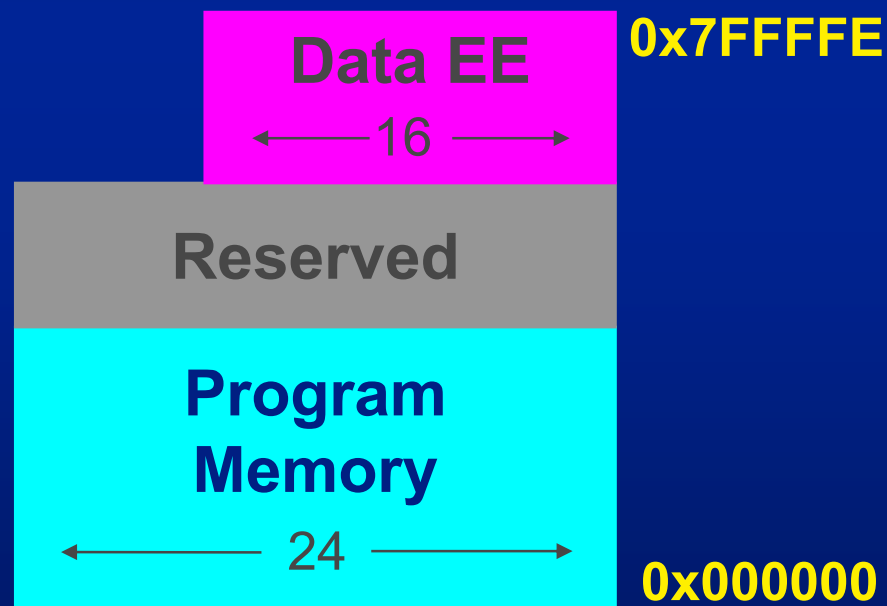 Data EE
0x7FFFFE
16
Reserved
Program
Memory
24
0x000000